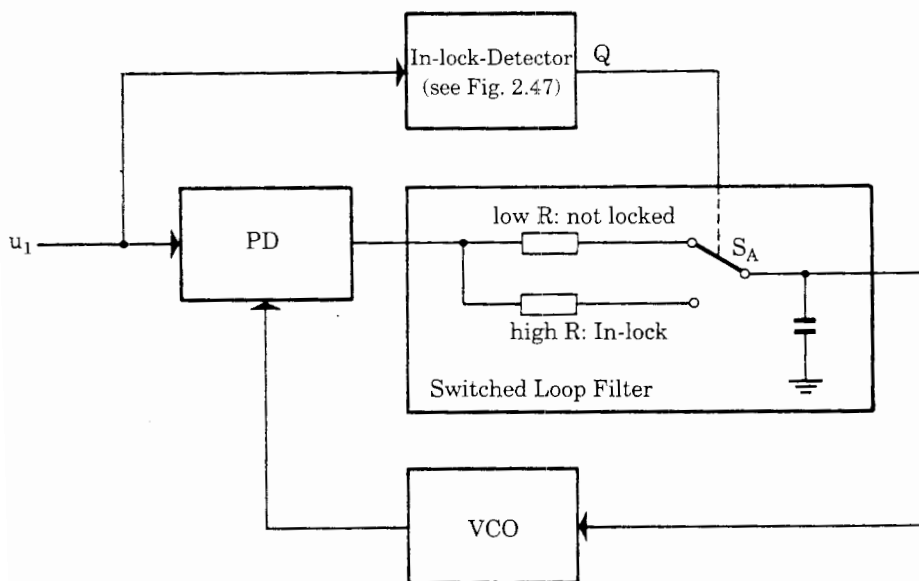 In-lock-Detector
(see Fig. 2.47)
Q
u1
PD
low R: not locked
SA
high R: In-lock
Switched Loop Filter
VCO